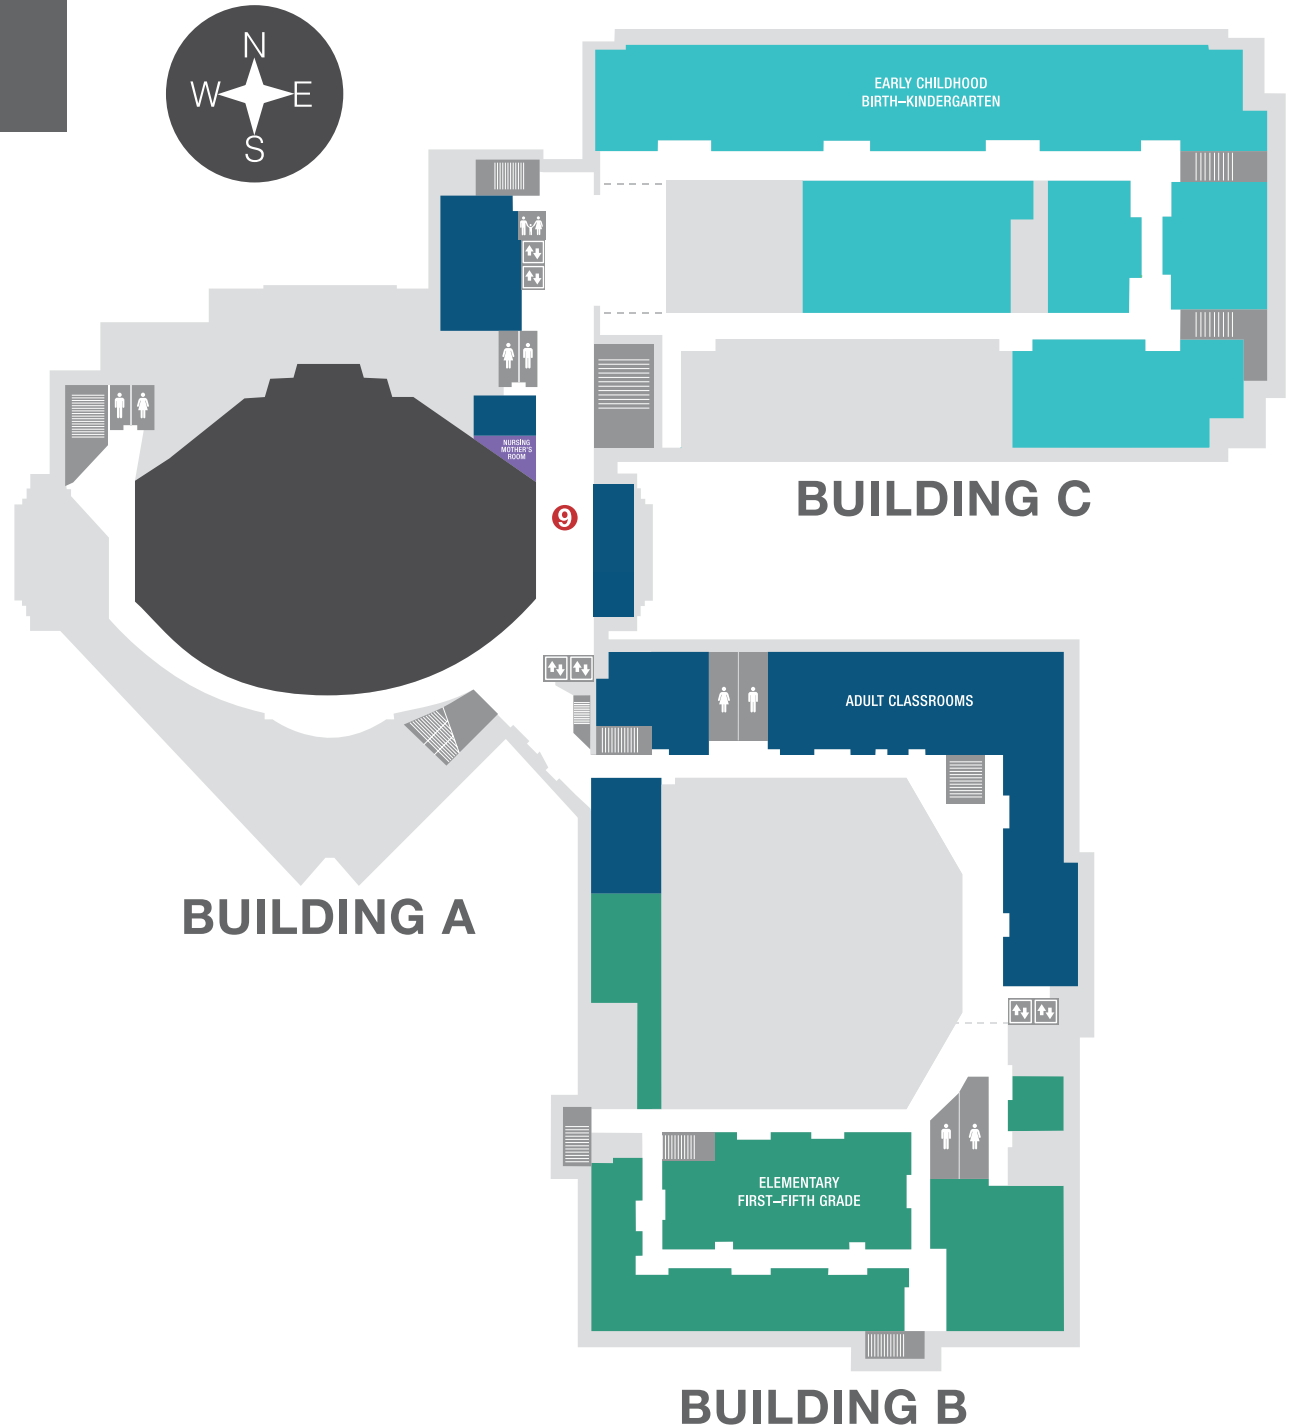 N
W E
S
EARLY CHILDHOOD
BIRTH–KINDERGARTEN
NURSING
MOTHER'S
ROOM
BUILDING C
9
ADULT CLASSROOMS
BUILDING A
ELEMENTARY
FIRST–FIFTH GRADE
BUILDING B